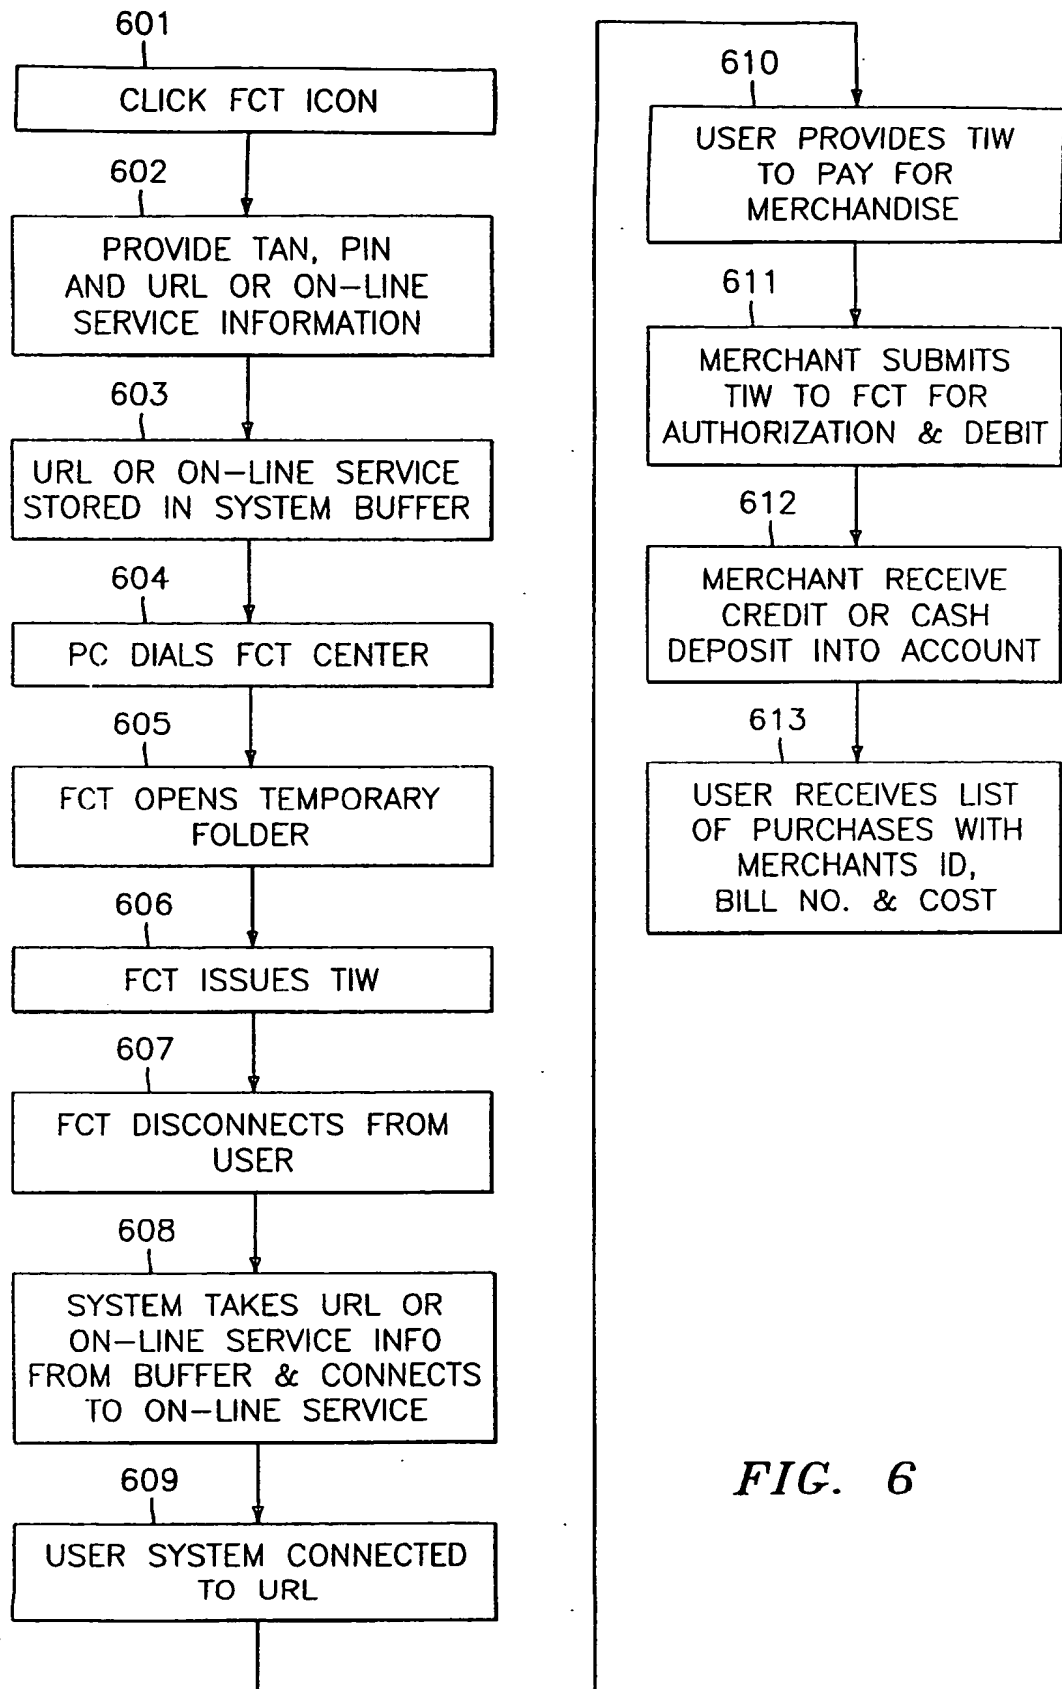 601
CLICK FCT ICON
602
PROVIDE TAN, PIN
AND URL OR ON-LINE
SERVICE INFORMATION
603
URL OR ON-LINE SERVICE
STORED IN SYSTEM BUFFER
604
PC DIALS FCT CENTER
605
FCT OPENS TEMPORARY
FOLDER
606
FCT ISSUES TIW
607
FCT DISCONNECTS FROM
USER
608
SYSTEM TAKES URL OR
ON-LINE SERVICE INFO
FROM BUFFER & CONNECTS
TO ON-LINE SERVICE
609
USER SYSTEM CONNECTED
TO URL
610
USER PROVIDES TIW
TO PAY FOR
MERCHANDISE
611
MERCHANT SUBMITS
TIW TO FCT FOR
AUTHORIZATION & DEBIT
612
MERCHANT RECEIVE
CREDIT OR CASH
DEPOSIT INTO ACCOUNT
613
USER RECEIVES LIST
OF PURCHASES WITH
MERCHANTS ID,
BILL NO. & COST
FIG. 6